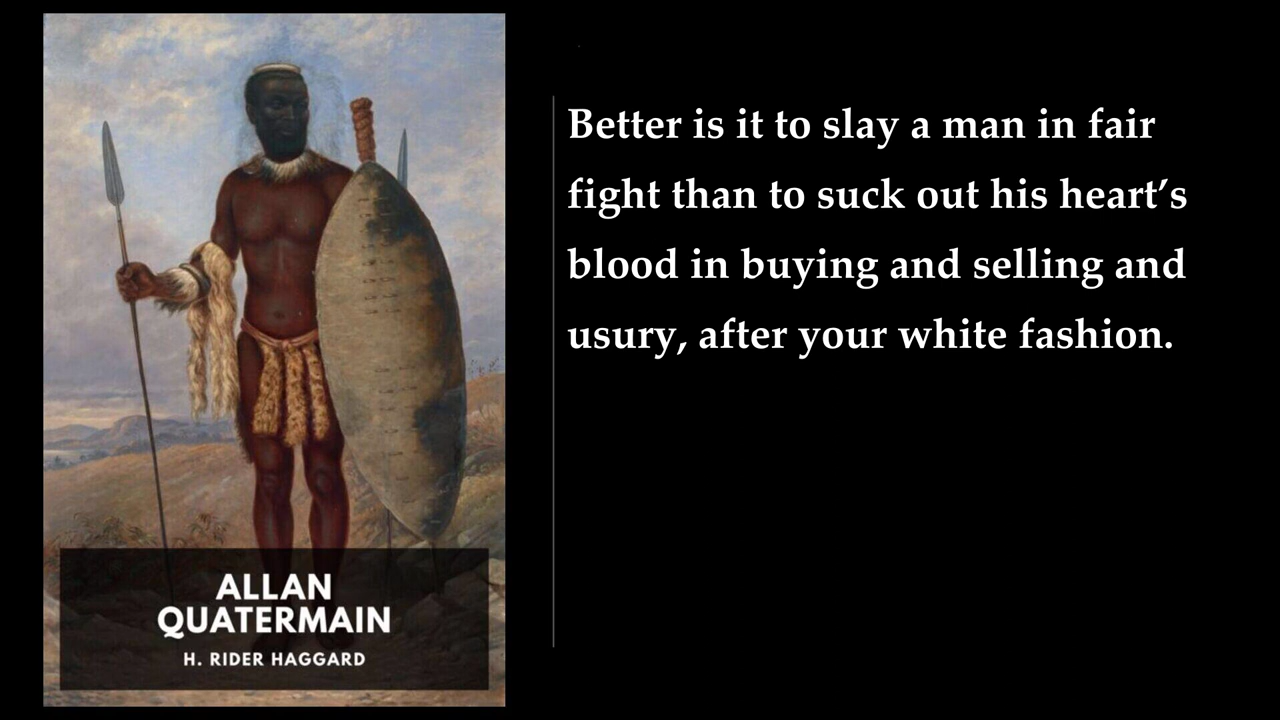 Better is it to slay a man in fair
fight than to suck out his heart’s
blood in buying and selling and
usury, after your white fashion.
ALLAN
QUATERMAIN
H. RIDER HAGGARD